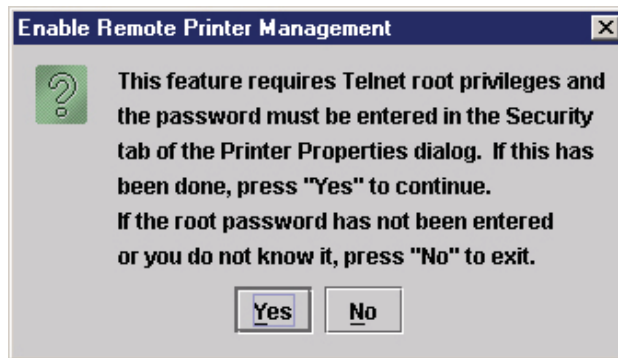 Enable Remote Printer Management
This feature requires Telnet root privileges and
the password must be entered in the Security
tab of the Printer Properties dialog. If this has
been done, press "Yes" to continue.
If the root password has not been entered
or you do not know it, press "No" to exit.
Yes No